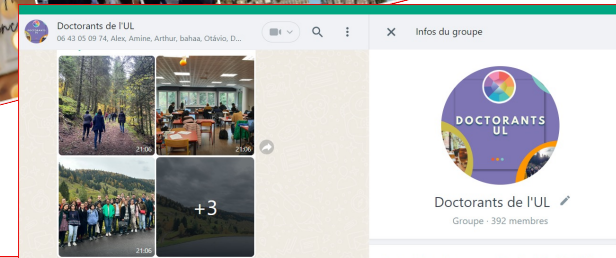 Doctorants de l'UL
06 43 05 09 74, Alex, Amine, Arthur, bahaa, Otávio, D...
Infos du groupe
21:06
21:06
21:06
+3
DOCTORANTS
UL
Doctorants de l'UL
Groupe · 392 membres